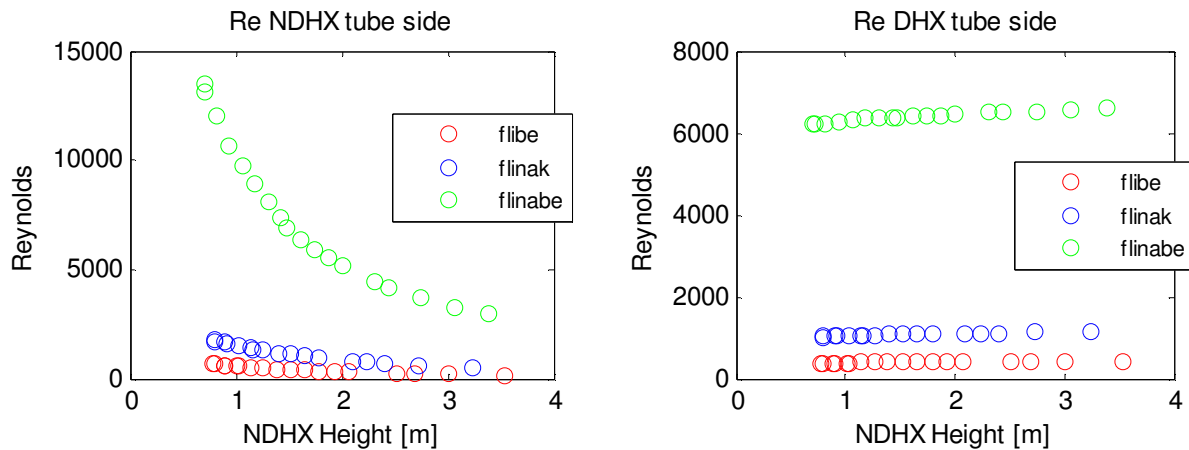 Re NDHX tube side
15000
10000
5000
0
Reynolds
0 1 2 3 4
NDHX Height [m]
flibe
flinak
flinabe
Re DHX tube side
8000
6000
4000
2000
0
Reynolds
0 1 2 3 4
NDHX Height [m]
flibe
flinak
flinabe